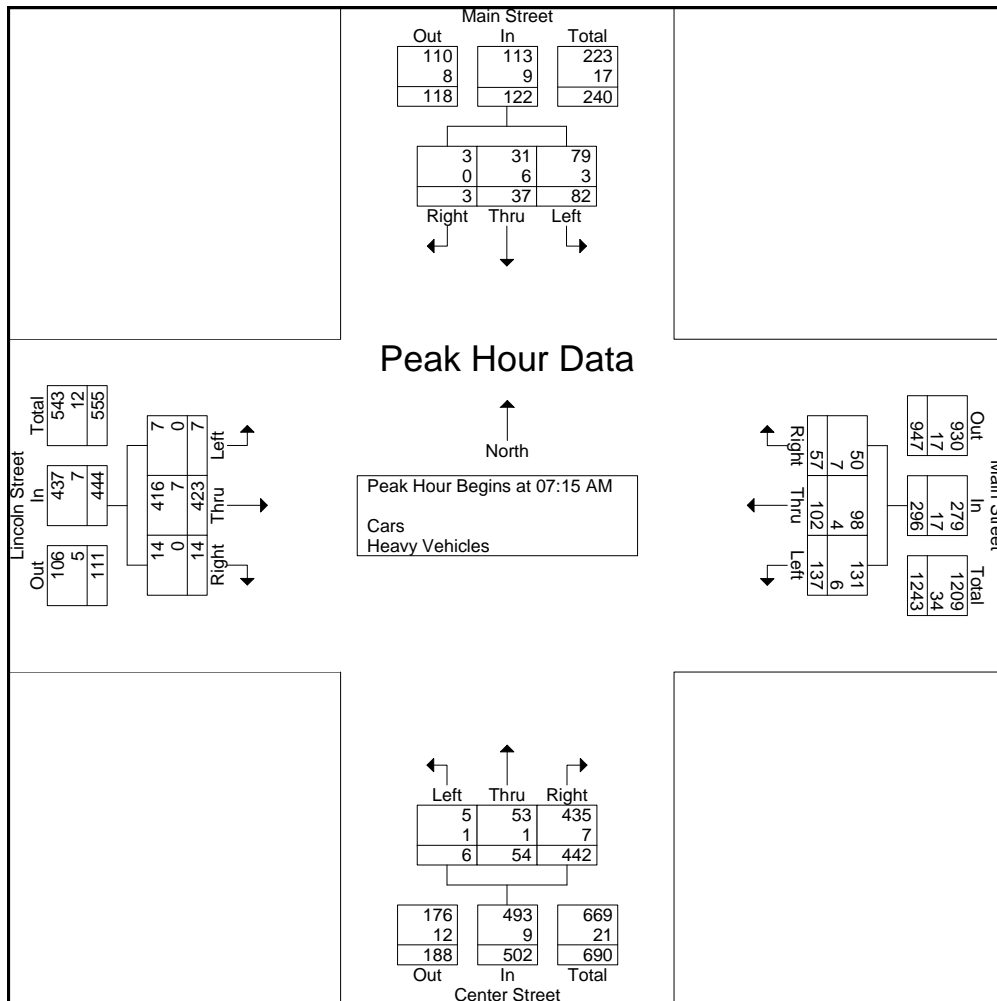 Main Street
Out In Total
110 113 223
8 9 17
118 122 240
3 31 79
0 6 3
3 37 82
Right Thru Left
Peak Hour Data
North
Peak Hour Begins at 07:15 AM
Cars
Heavy Vehicles
Lincoln Street
Out In Total
106 437 543
5 7 12
111 444 555
14 416 7
0 7 0
14 423 7
Right Thru Left
Main Street
Out In Total
930 279 1209
17 17 34
947 296 1243
50 98 131
7 4 6
57 102 137
Right Thru Left
Left Thru Right
5 53 435
1 1 7
6 54 442
176 493 669
12 9 21
188 502 690
Out In Total
Center Street